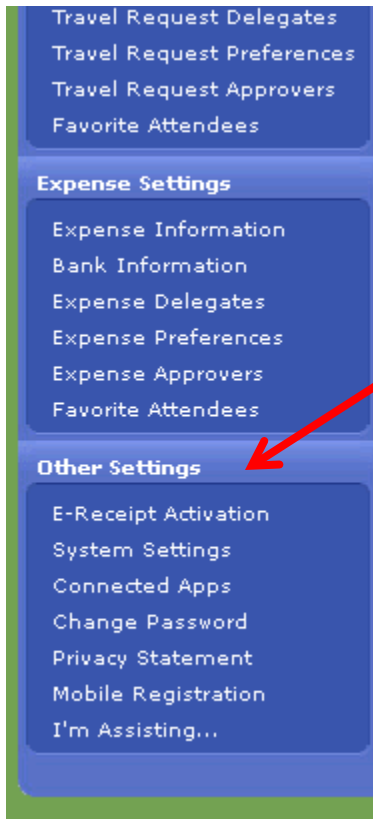 Travel Request Delegates
Travel Request Preferences
Travel Request Approvers
Favorite Attendees
Expense Settings
Expense Information
Bank Information
Expense Delegates
Expense Preferences
Expense Approvers
Favorite Attendees
Other Settings
E-Receipt Activation
System Settings
Connected Apps
Change Password
Privacy Statement
Mobile Registration
I'm Assisting...